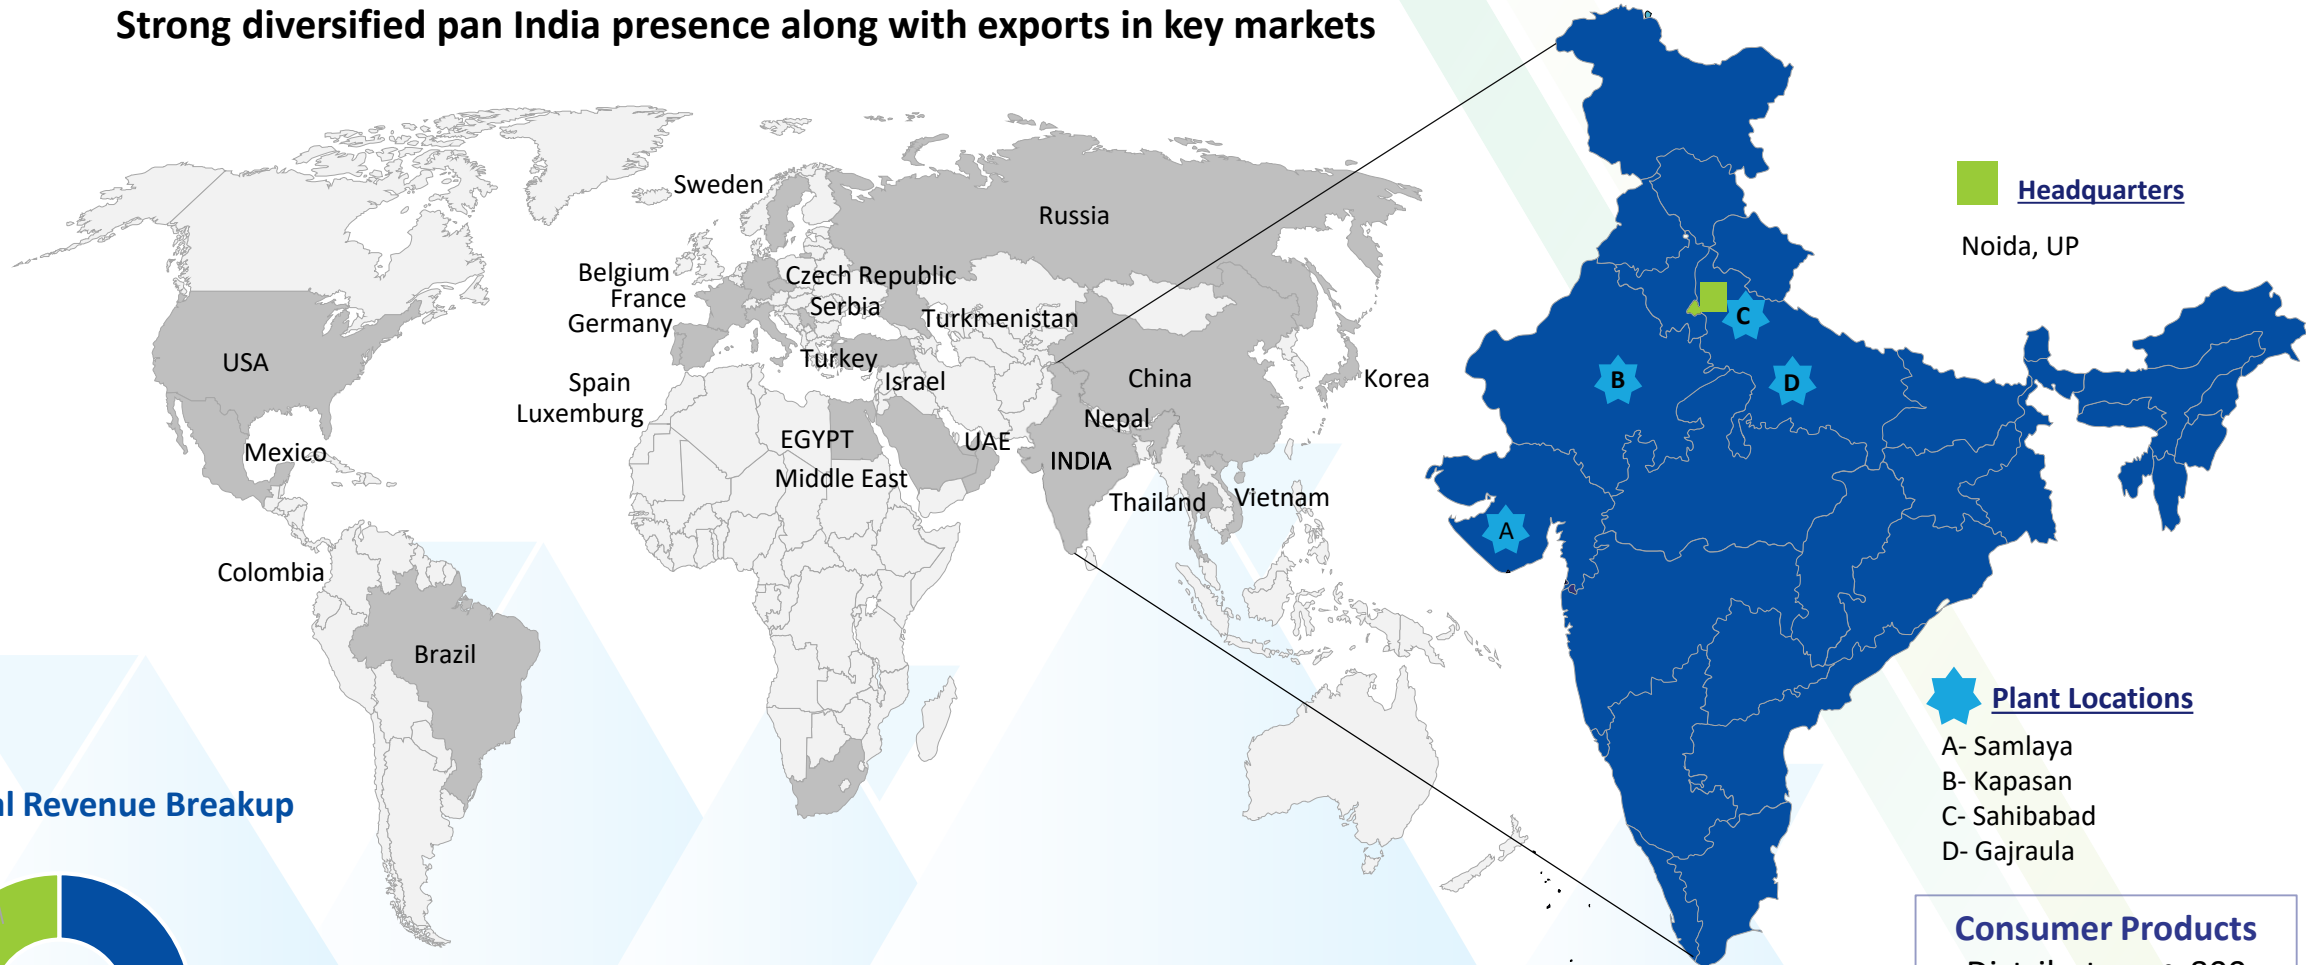 Strong diversified pan India presence along with exports in key markets
Sweden
Russia
Belgium
France
Germany
Czech Republic
Serbia
Turkmenistan
Turkey
Israel
Spain
Luxemburg
USA
Mexico
EGYPT
Middle East
UAE
China
Korea
Nepal
INDIA
Thailand
Vietnam
Colombia
Brazil
Headquarters
Noida, UP
C
B
D
A
Plant Locations
A- Samlaya
B- Kapasan
C- Sahibabad
D- Gajraula
Revenue Breakup
Consumer Products